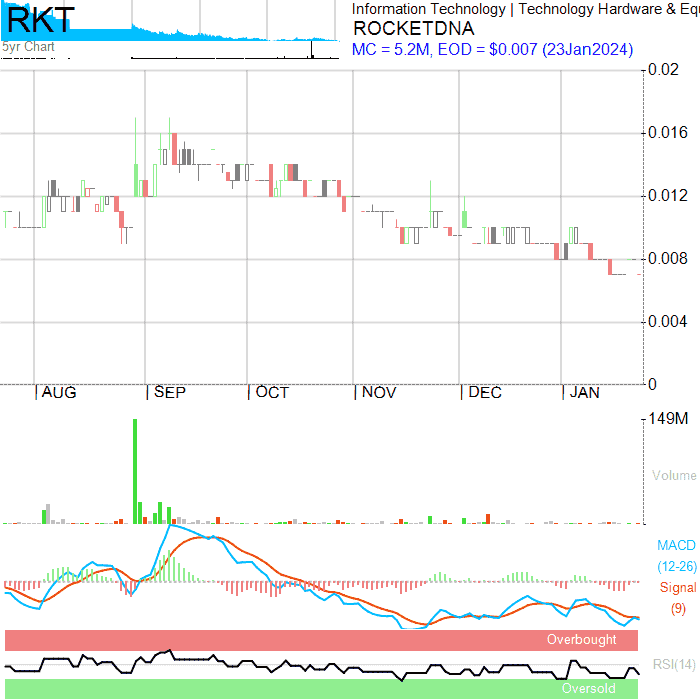 RKT
5yr Chart
Information Technology | Technology Hardware & Equ
ROCKETDNA
MC = 5.2M, EOD = $0.007 (23Jan2024)
0.02
0.016
0.012
0.008
0.004
0
AUG
SEP
OCT
NOV
DEC
JAN
149M
Volume
MACD
(12-26)
Signal
(9)
Overbought
RSI(14)
Oversold